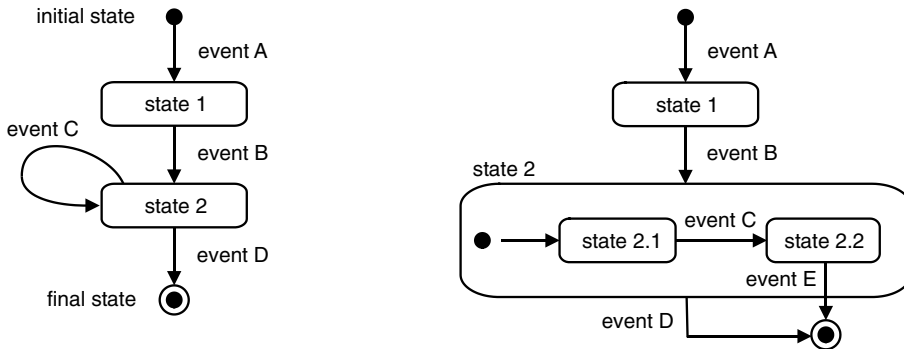 initial state
event A
state 1
event C
event B
state 2
event D
final state
event A
state 1
event B
state 2
event C
state 2.1
state 2.2
event E
event D